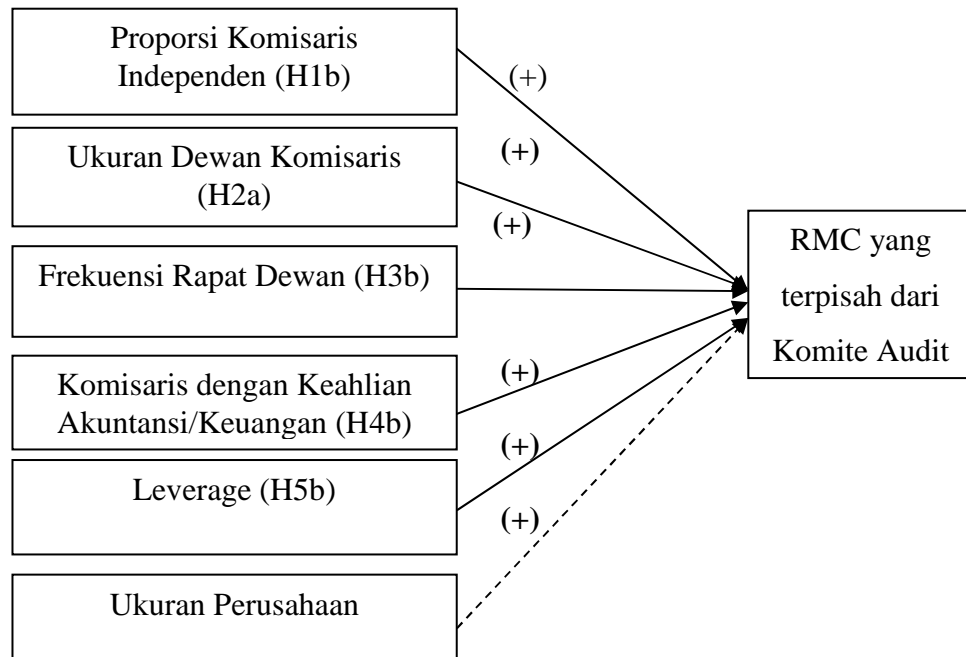 Proporsi Komisaris
Independen (H1b)
(+)
Ukuran Dewan Komisaris
(H2a)
(+)
(+)
Frekuensi Rapat Dewan (H3b)
Komisaris dengan Keahlian
Akuntansi/Keuangan (H4b)
(+)
Leverage (H5b)
(+)
Ukuran Perusahaan
(+)
RMC yang
terpisah dari
Komite Audit